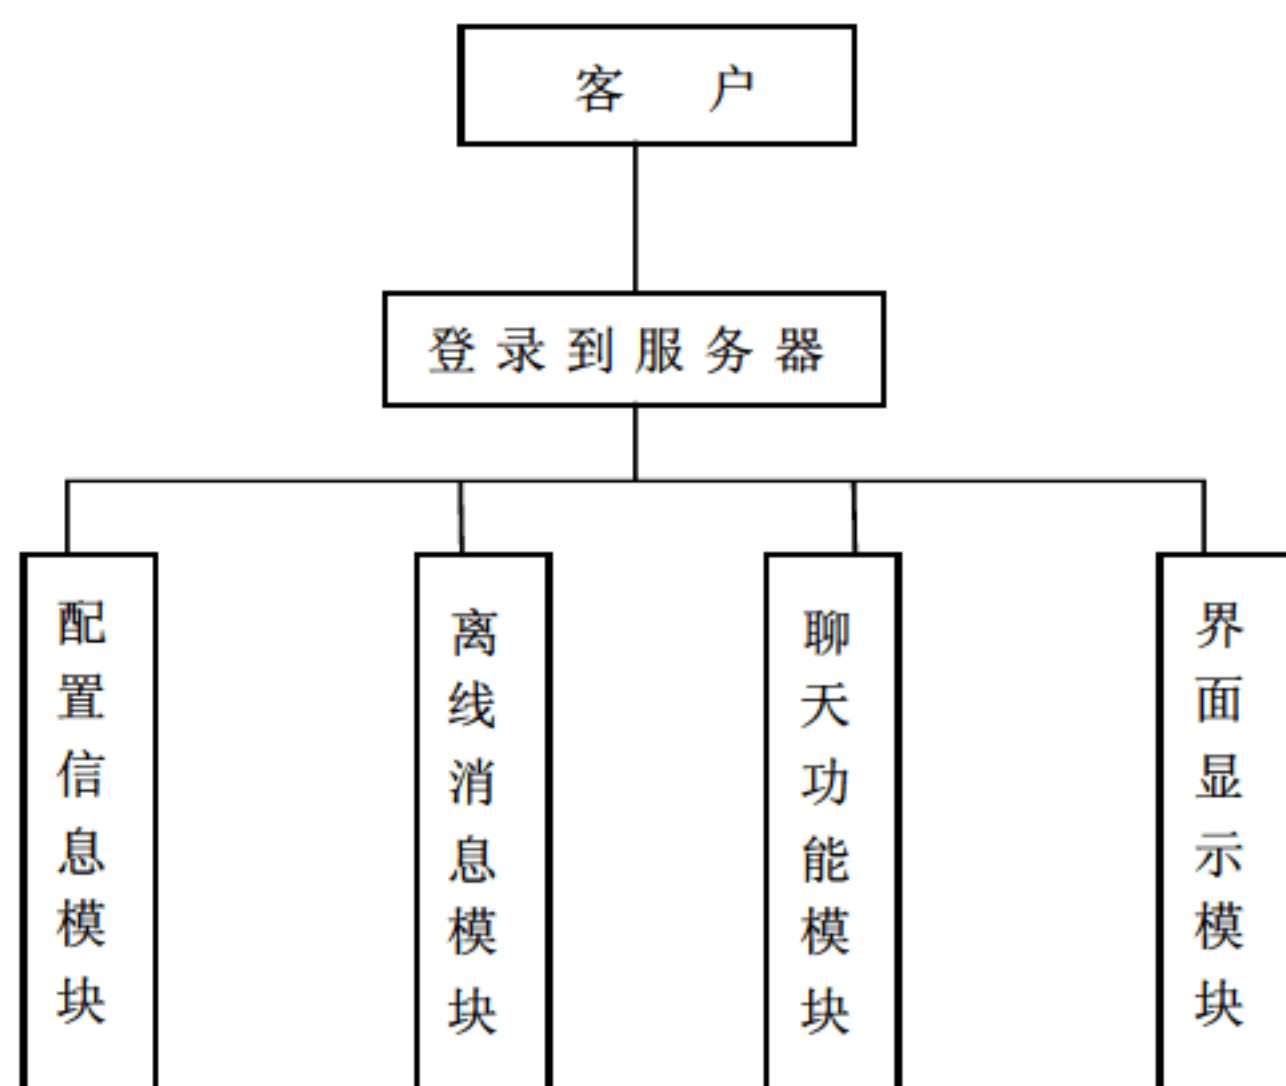 客 户
登录到服务器
配置信息模块
离线消息模块
聊天功能模块
界面显示模块